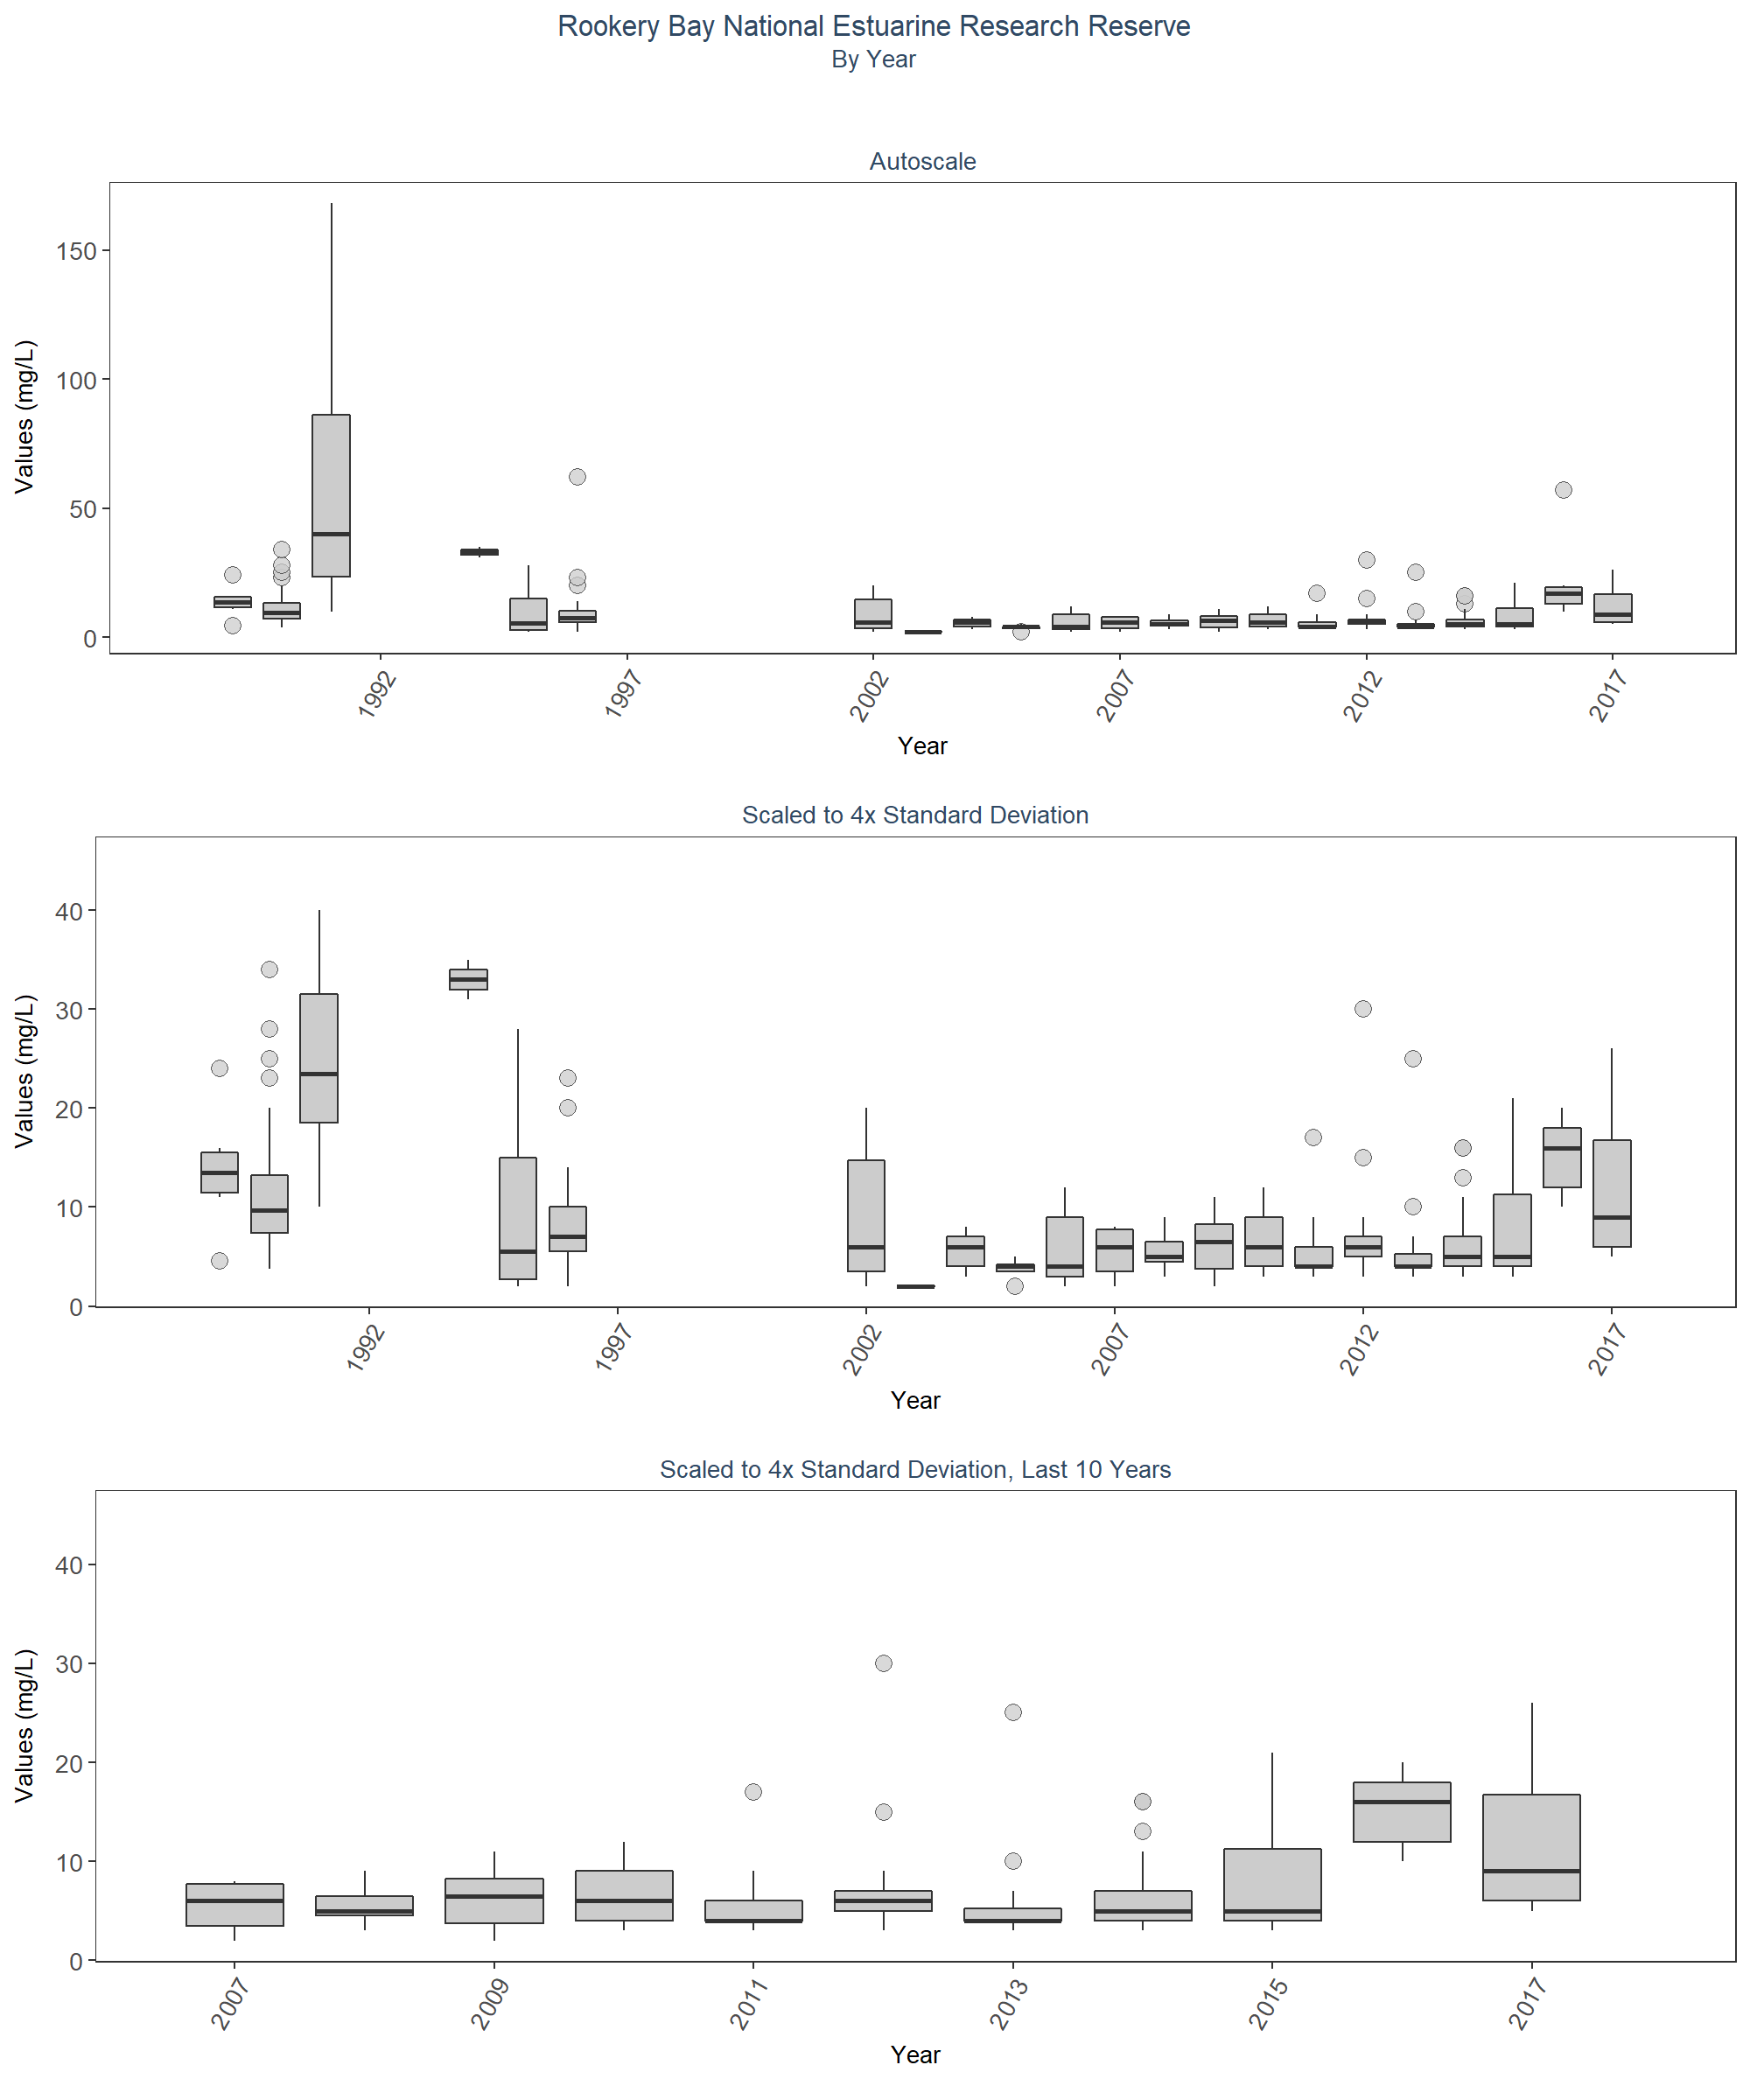 Rookery Bay National Estuarine Research Reserve
By Year
Autoscale
Values (mg/L)
150
100
50
0
1992
1997
2002
2007
2012
2017
Year
Scaled to 4x Standard Deviation
Values (mg/L)
40
30
20
10
0
1992
1997
2002
2007
2012
2017
Year
Scaled to 4x Standard Deviation, Last 10 Years
Values (mg/L)
40
30
20
10
0
2007
2009
2011
2013
2015
2017
Year